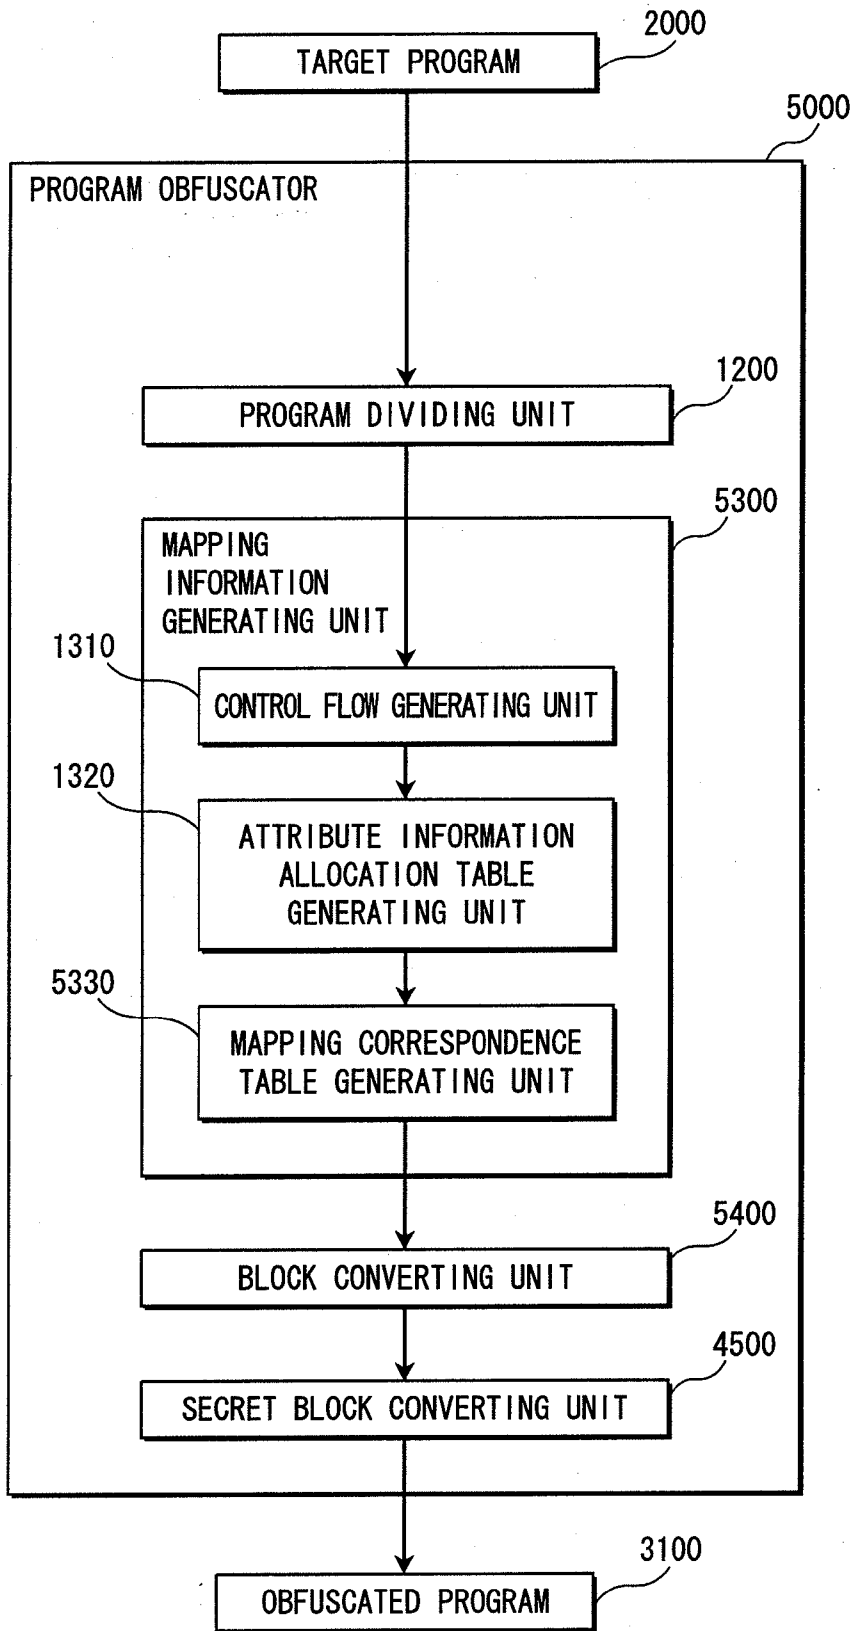 2000
TARGET PROGRAM
5000
PROGRAM OBFUSCATOR
1200
PROGRAM DIVIDING UNIT
5300
MAPPING
INFORMATION
GENERATING UNIT
1310
CONTROL FLOW GENERATING UNIT
1320
ATTRIBUTE INFORMATION
ALLOCATION TABLE
GENERATING UNIT
5330
MAPPING CORRESPONDENCE
TABLE GENERATING UNIT
5400
BLOCK CONVERTING UNIT
4500
SECRET BLOCK CONVERTING UNIT
3100
OBFUSCATED PROGRAM